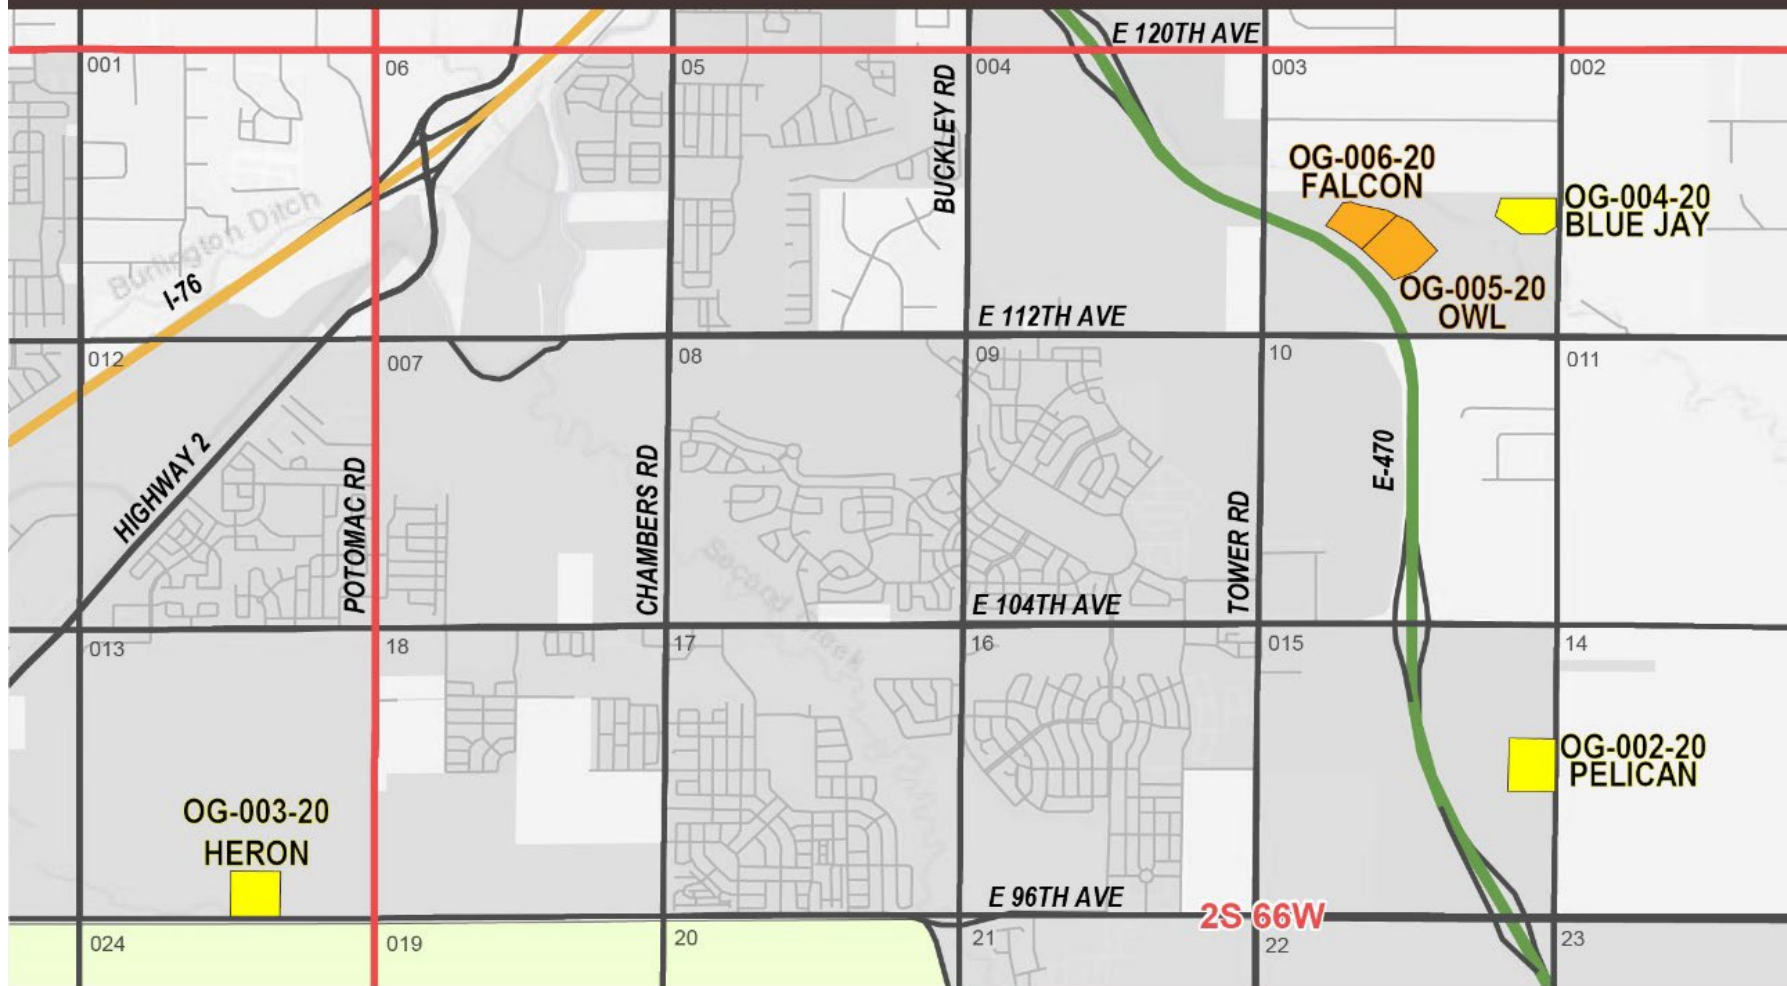 E 120TH AVE
001
06
05
004
003
002
BUCKLEY RD
OG-006-20
FALCON
OG-004-20
BLUE JAY
Burlington Ditch
I-76
OG-005-20
OWL
E 112TH AVE
012
007
08
09
10
011
HIGHWAY 2
POTOMAC RD
CHAMBERS RD
TOWER RD
E-470
Second Creek
E 104TH AVE
013
18
17
16
015
14
OG-002-20
PELICAN
OG-003-20
HERON
E 96TH AVE
2S 66W
024
019
20
21
22
23